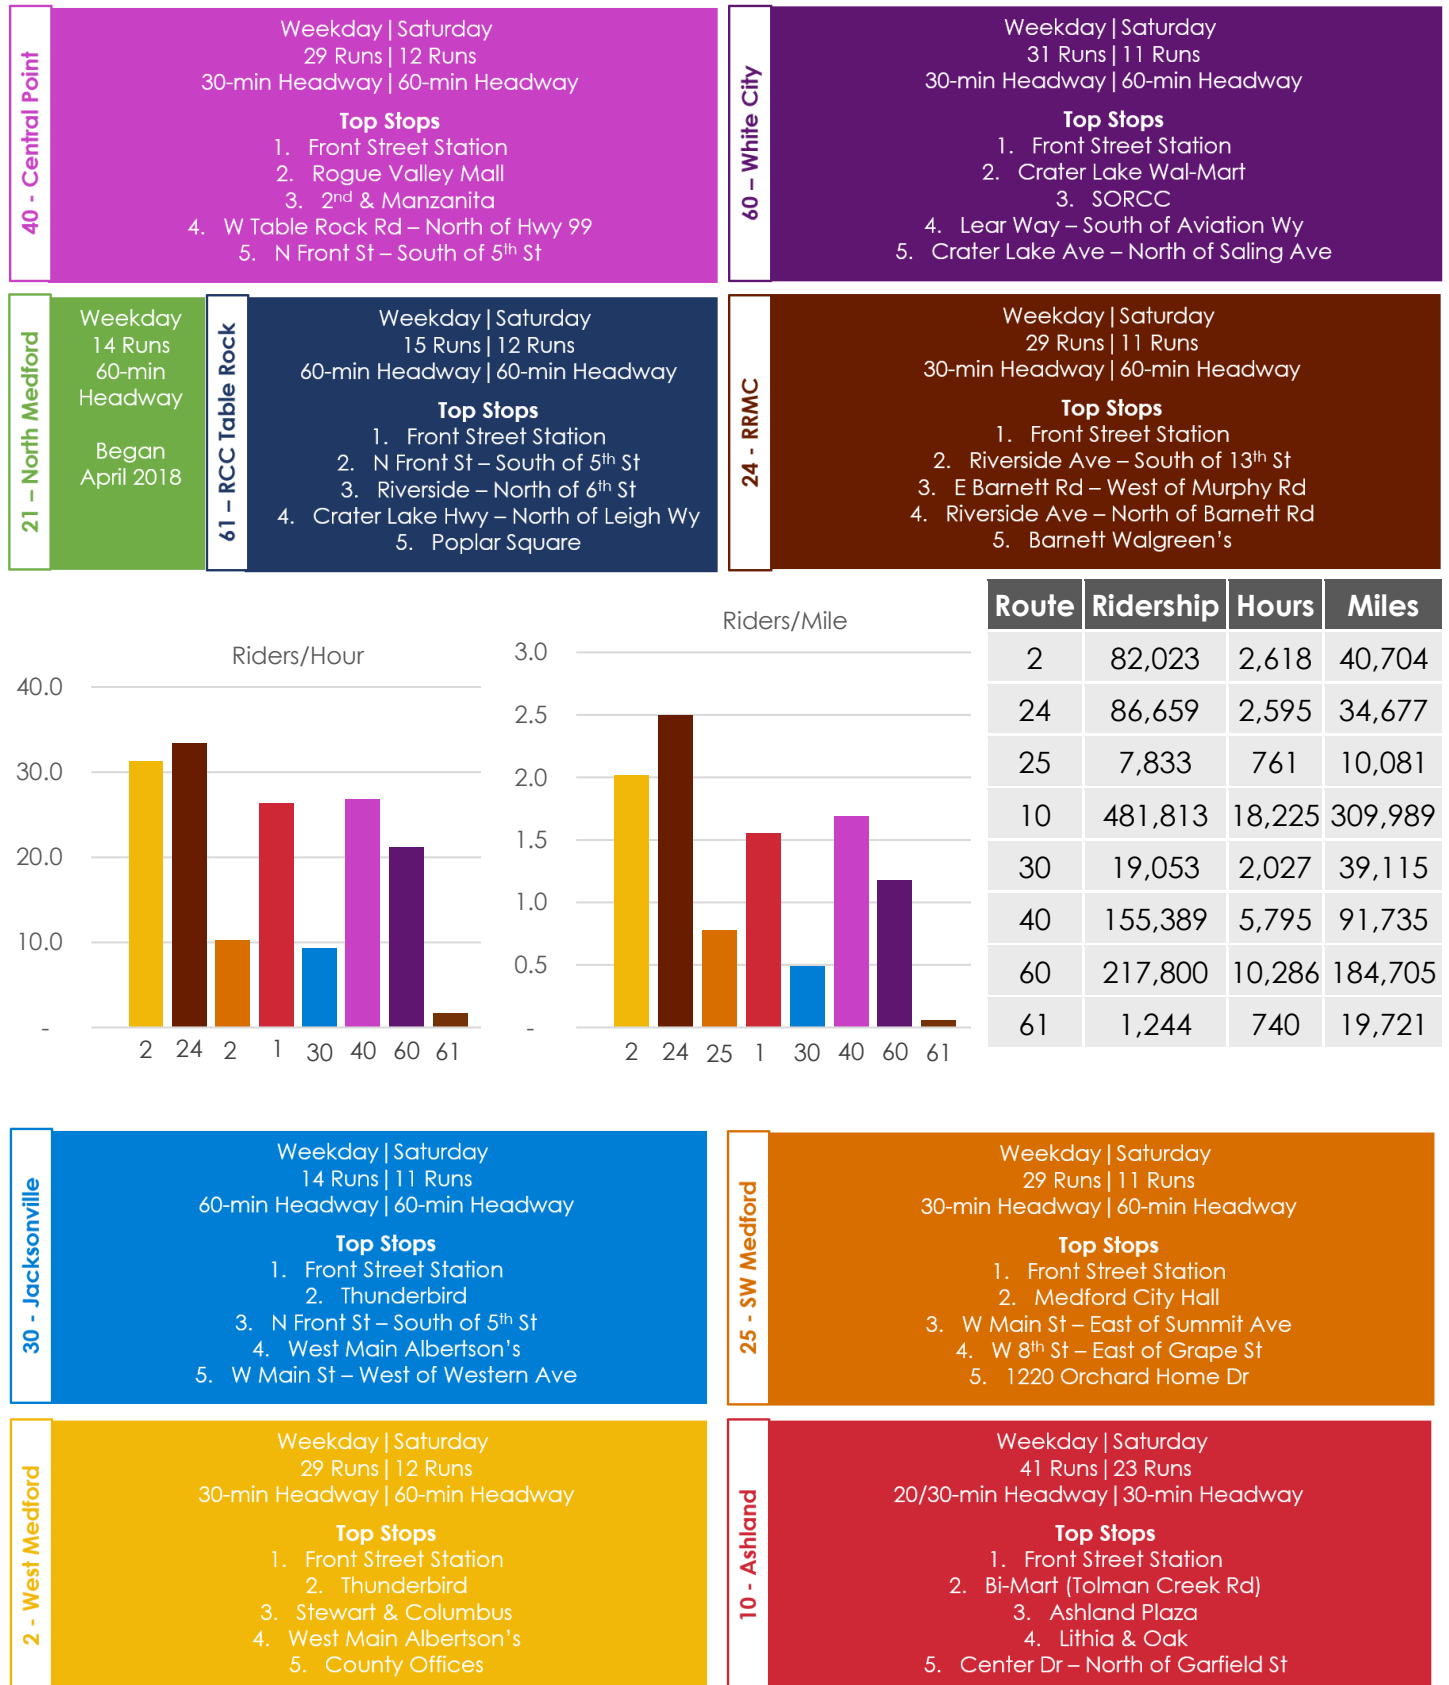 40 - Central Point
Weekday|Saturday
29 Runs|12 Runs
30-min Headway|60-min Headway
Top Stops
1. Front Street Station
2. Rogue Valley Mall
3. 2nd & Manzanita
4. W Table Rock Rd – North of Hwy 99
5. N Front St – South of 5th St
60 – White City
Weekday|Saturday
31 Runs|11 Runs
30-min Headway|60-min Headway
Top Stops
1. Front Street Station
2. Crater Lake Wal-Mart
3. SORCC
4. Lear Way – South of Aviation Wy
5. Crater Lake Ave – North of Saling Ave
21 – North Medford
Weekday
14 Runs
60-min
Headway
Began
April 2018
61 – RCC Table Rock
Weekday|Saturday
15 Runs|12 Runs
60-min Headway|60-min Headway
Top Stops
1. Front Street Station
2. N Front St – South of 5th St
3. Riverside – North of 6th St
4. Crater Lake Hwy – North of Leigh Wy
5. Poplar Square
24 - RRMC
Weekday|Saturday
29 Runs|11 Runs
30-min Headway|60-min Headway
Top Stops
1. Front Street Station
2. Riverside Ave – South of 13th St
3. E Barnett Rd – West of Murphy Rd
4. Riverside Ave – North of Barnett Rd
5. Barnett Walgreen’s
Riders/Hour
40.0
30.0
20.0
10.0
-
2 24 2 1 30 40 60 61
Riders/Mile
3.0
2.5
2.0
1.5
1.0
0.5
-
2 24 25 1 30 40 60 61
Route Ridership Hours Miles
2 82,023 2,618 40,704
24 86,659 2,595 34,677
25 7,833 761 10,081
10 481,813 18,225 309,989
30 19,053 2,027 39,115
40 155,389 5,795 91,735
60 217,800 10,286 184,705
61 1,244 740 19,721
30 - Jacksonville
Weekday|Saturday
14 Runs|11 Runs
60-min Headway|60-min Headway
Top Stops
1. Front Street Station
2. Thunderbird
3. N Front St – South of 5th St
4. West Main Albertson’s
5. W Main St – West of Western Ave
25 - SW Medford
Weekday|Saturday
29 Runs|11 Runs
30-min Headway|60-min Headway
Top Stops
1. Front Street Station
2. Medford City Hall
3. W Main St – East of Summit Ave
4. W 8th St – East of Grape St
5. 1220 Orchard Home Dr
2 - West Medford
Weekday|Saturday
29 Runs|12 Runs
30-min Headway|60-min Headway
Top Stops
1. Front Street Station
2. Thunderbird
3. Stewart & Columbus
4. West Main Albertson’s
5. County Offices
10 - Ashland
Weekday|Saturday
41 Runs|23 Runs
20/30-min Headway|30-min Headway
Top Stops
1. Front Street Station
2. Bi-Mart (Tolman Creek Rd)
3. Ashland Plaza
4. Lithia & Oak
5. Center Dr – North of Garfield St